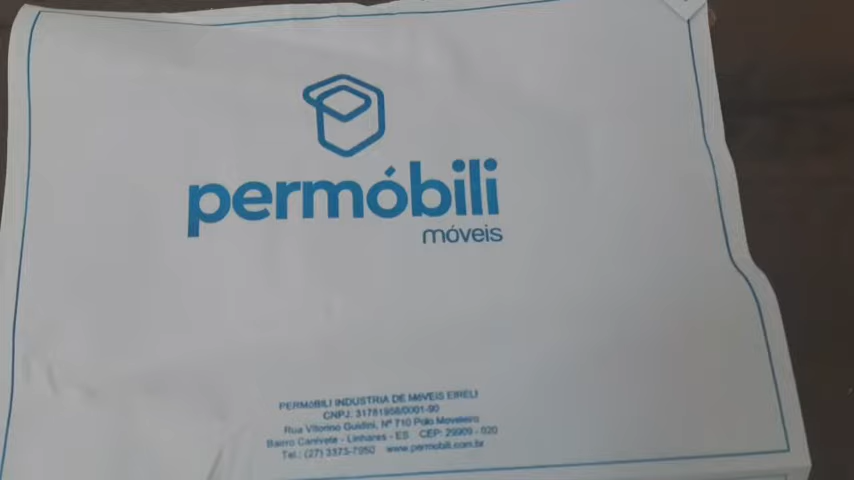 permóbili
móveis
PERMóBILI INDUSTRIA DE MóVEIS EIRELI
CNPJ: 31781958/0001-90
Rua Vitorino Guidini, Nº 710 Polo Moveleiro
Bairro Canivete - Linhares - ES CEP: 29909 - 020
Tel.: (27) 3373-7950 www.permobili.com.br